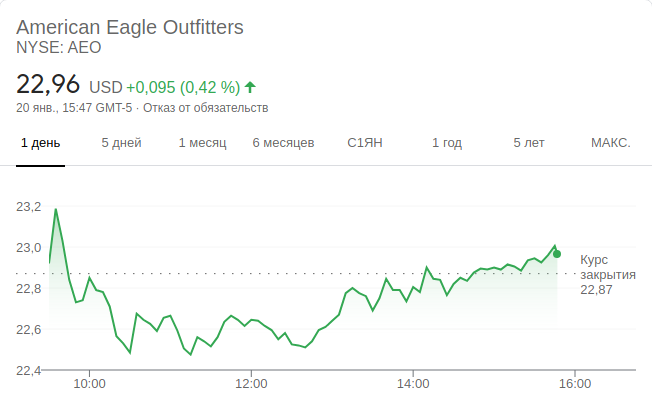 American Eagle Outfitters
NYSE: AEO
22,96 USD +0,095 (0,42 %)
20 янв., 15:47 GMT-5 · Отказ от обязательств
1 день 5 дней 1 месяц 6 месяцев С1ЯН 1 год 5 лет МАКС.
23,2
23,0
22,8
22,6
22,4
Курс
закрытия
22,87
10:00 12:00 14:00 16:00